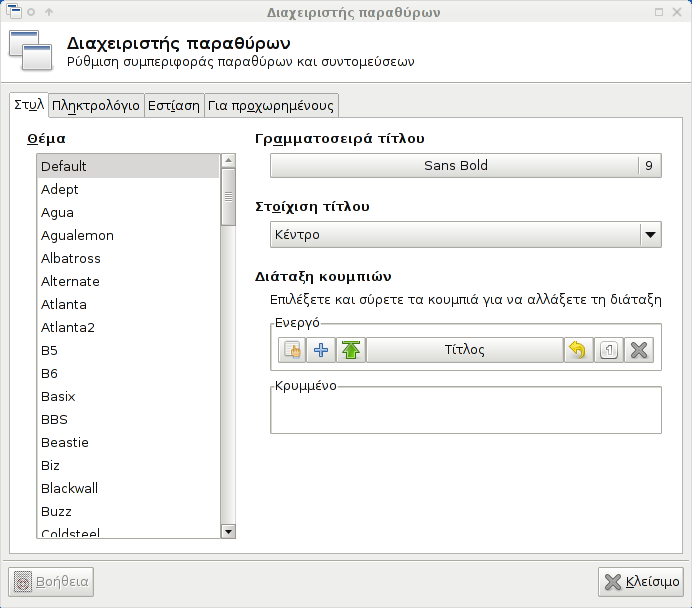 Διαχειριστής παραθύρων
Διαχειριστής παραθύρων
Ρύθμιση συμπεριφοράς παραθύρων και συντομεύσεων
Στυλ Πληκτρολόγιο Εστίαση Για προχωρημένους
Θέμα
Default
Adept
Agua
Agualemon
Albatross
Alternate
Atlanta
Atlanta2
B5
B6
Basix
BBS
Beastie
Biz
Blackwall
Buzz
Coldsteel
Γραμματοσειρά τίτλου
Sans Bold 9
Στοίχιση τίτλου
Κέντρο
Διάταξη κουμπιών
Επιλέξετε και σύρετε τα κουμπιά για να αλλάξετε τη διάταξη
Ενεργό
Τίτλος 1
Κρυμμένο
Βοήθεια Κλείσιμο